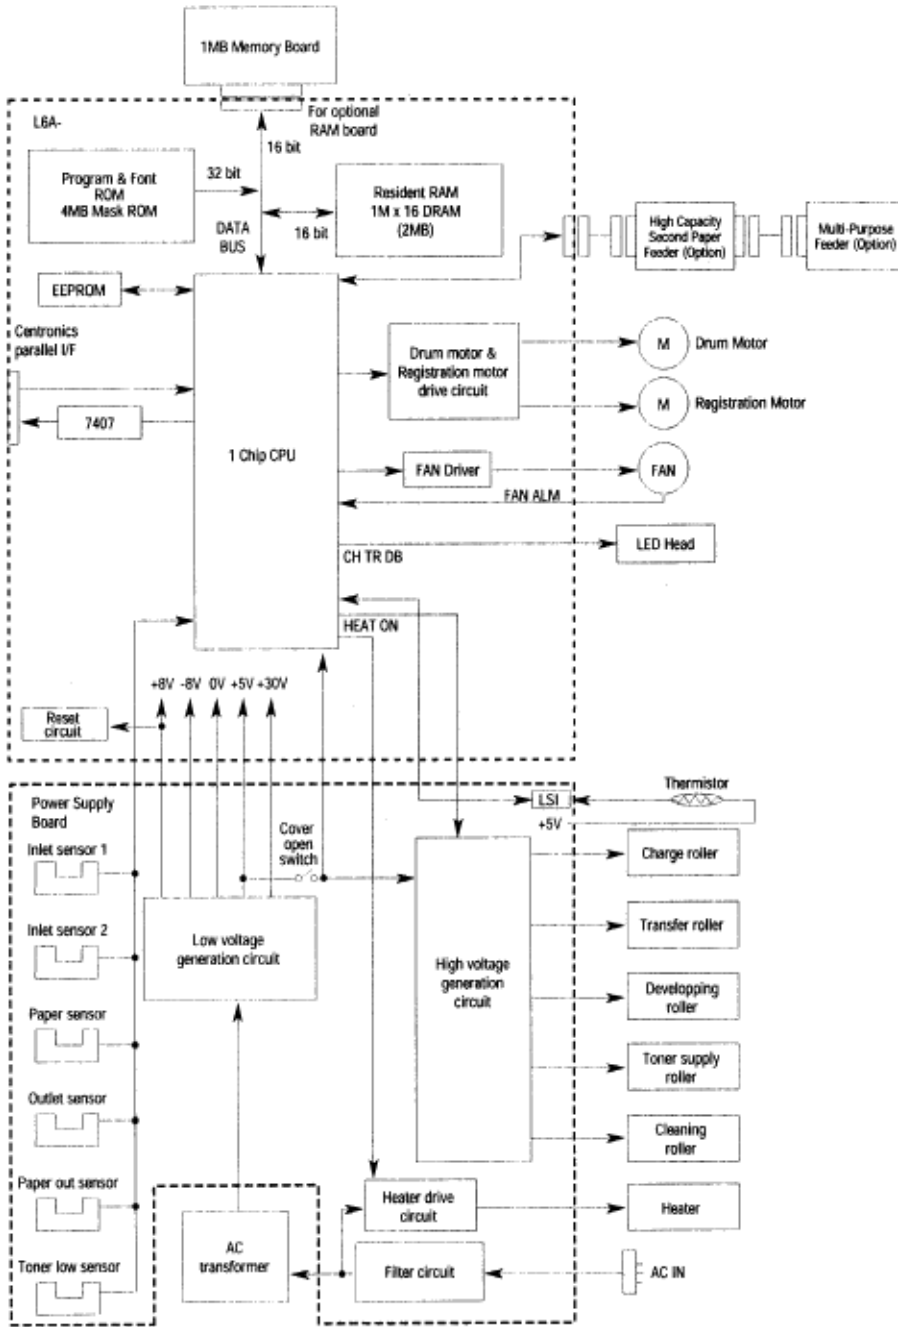 1MB Memory Board
For optional
RAM board
L6A-
16 bit
32 bit
Program & Font
ROM
4MB Mask ROM
Resident RAM
1M x 16 DRAM
(2MB)
DATA
BUS
16 bit
High Capacity
Second Paper
Feeder (Option)
Multi-Purpose
Feeder (Option)
EEPROM
Centronics
parallel I/F
Drum motor &
Registration motor
drive circuit
M
Drum Motor
M
Registration Motor
7407
1 Chip CPU
FAN Driver
FAN
FAN ALM
CH TR DB
LED Head
HEAT ON
+8V
-8V
0V
+5V
+30V
Reset
circuit
Power Supply
Board
LSI
Thermistor
+5V
Inlet sensor 1
Cover
open
switch
Charge roller
Inlet sensor 2
Low voltage
generation circuit
High voltage
generation
circuit
Transfer roller
Paper sensor
Developping
roller
Outlet sensor
Toner supply
roller
Cleaning
roller
Paper out sensor
Heater drive
circuit
Heater
Toner low sensor
AC
transformer
Filter circuit
AC IN